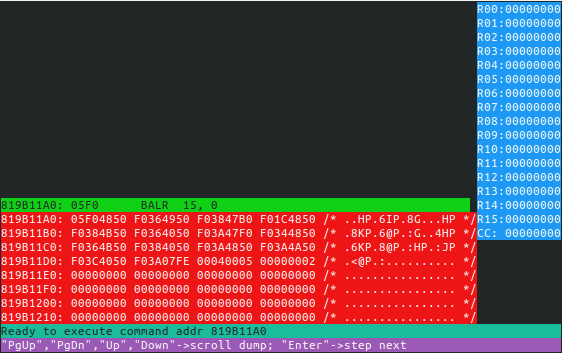 R00:00000000
R01:00000000
R02:00000000
R03:00000000
R04:00000000
R05:00000000
R06:00000000
R07:00000000
R08:00000000
R09:00000000
R10:00000000
R11:00000000
R12:00000000
R13:00000000
R14:00000000
R15:00000000
CC: 00000000
819B11A0: 05F0 BALR 15, 0
819B11A0: 05F04850 F0364950 F03847B0 F01C4850 /* ..HP.6IP.8G...HP */
819B11B0: F0384B50 F0364050 F03A47F0 F0344850 /* .8KP.6@P.:G..4HP */
819B11C0: F0364B50 F0384050 F03A4850 F03A4A50 /* .6KP.8@P.:HP.:JP */
819B11D0: F03C4050 F03A07FE 00040005 00000002 /* .<@P.:.......... */
819B11E0: 00000000 00000000 00000000 00000000 /* ................ */
819B11F0: 00000000 00000000 00000000 00000000 /* ................ */
819B1200: 00000000 00000000 00000000 00000000 /* ................ */
819B1210: 00000000 00000000 00000000 00000000 /* ................ */
Ready to execute command addr 819B11A0
"PgUp","PgDn","Up","Down"->scroll dump; "Enter"->step next